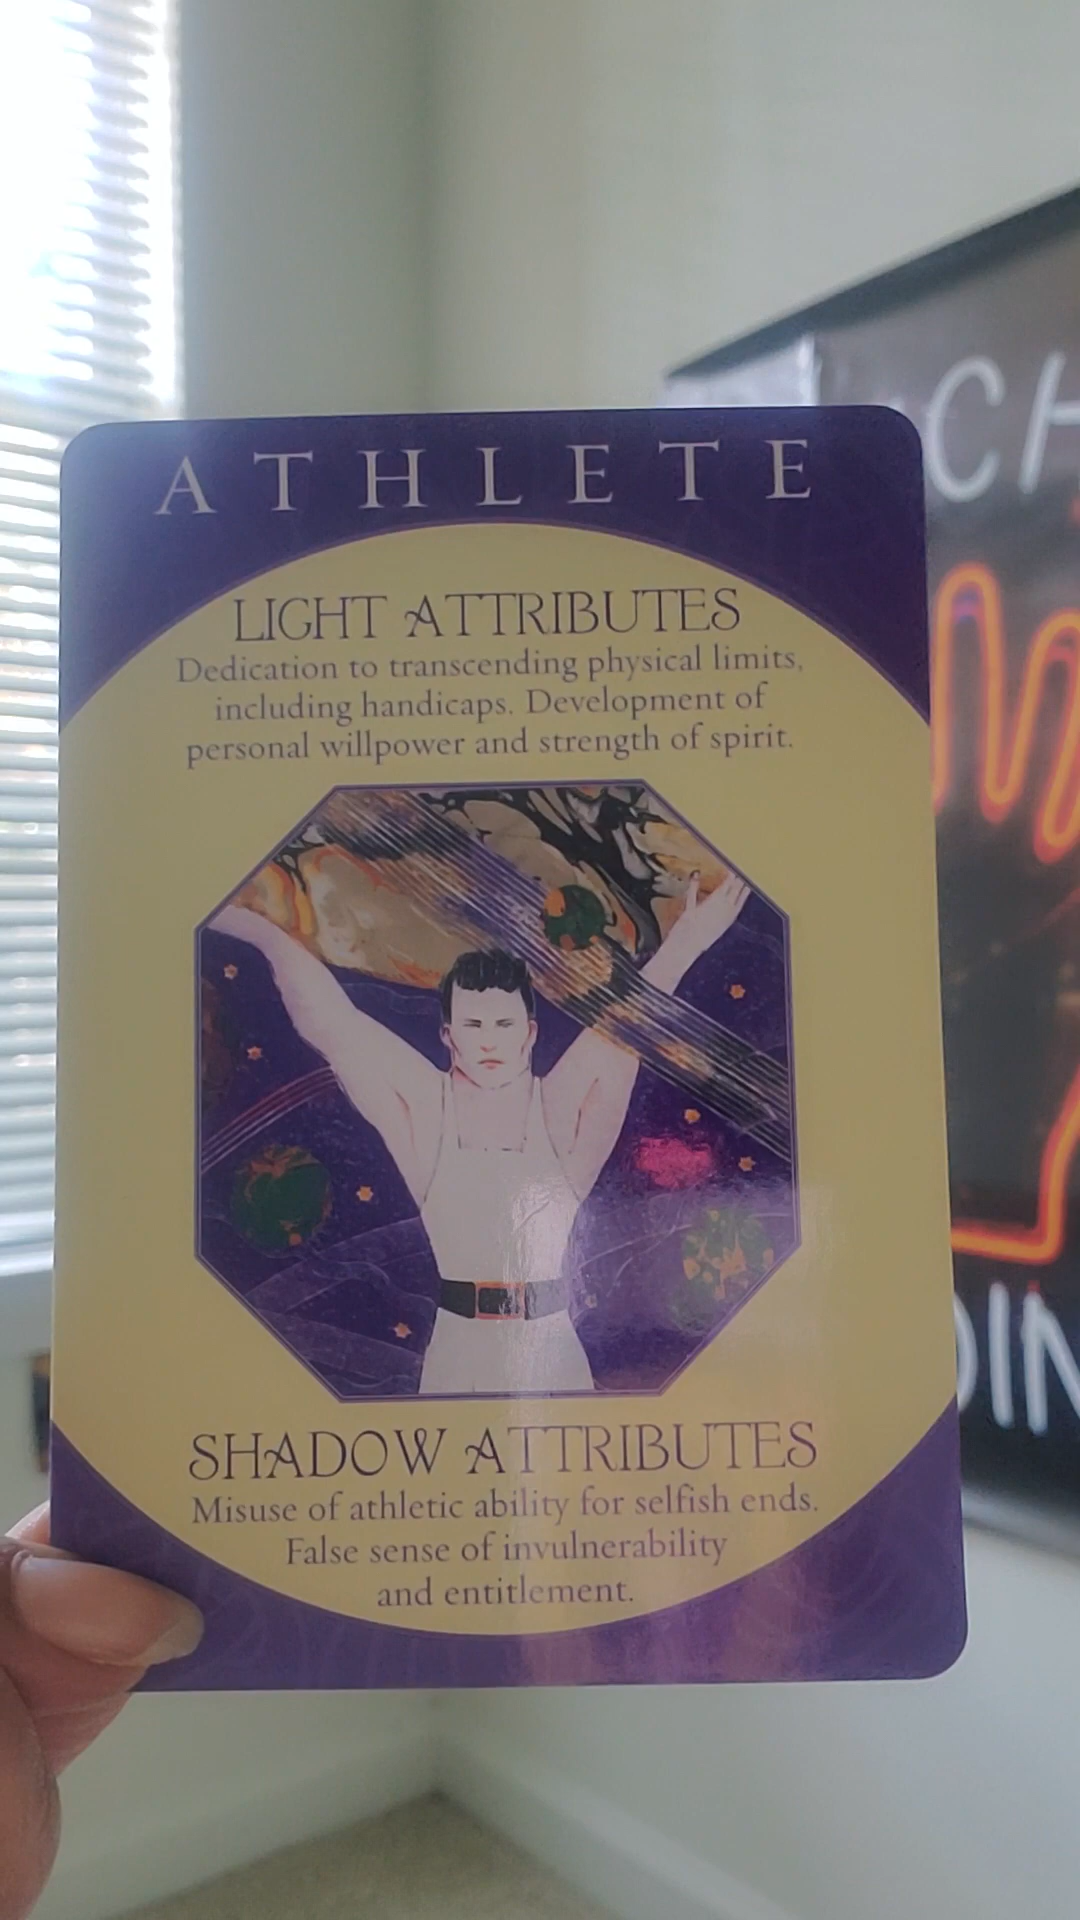 ATHLETE
LIGHT ATTRIBUTES
Dedication to transcending physical limits,
including handicaps. Development of
personal willpower and strength of spirit.
SHADOW ATTRIBUTES
Misuse of athletic ability for selfish ends.
False sense of invulnerability
and entitlement.